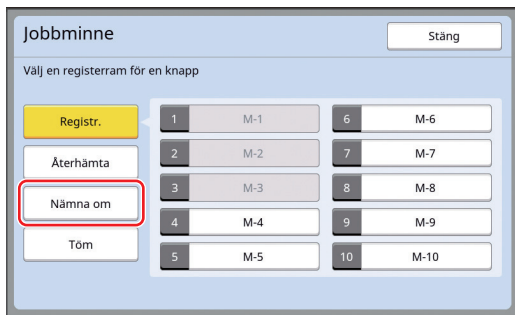 Jobbminne
Stäng
Välj en registerram för en knapp
Registr.
Återhämta
Nämna om
Töm
1 M-1
2 M-2
3 M-3
4 M-4
5 M-5
6 M-6
7 M-7
8 M-8
9 M-9
10 M-10